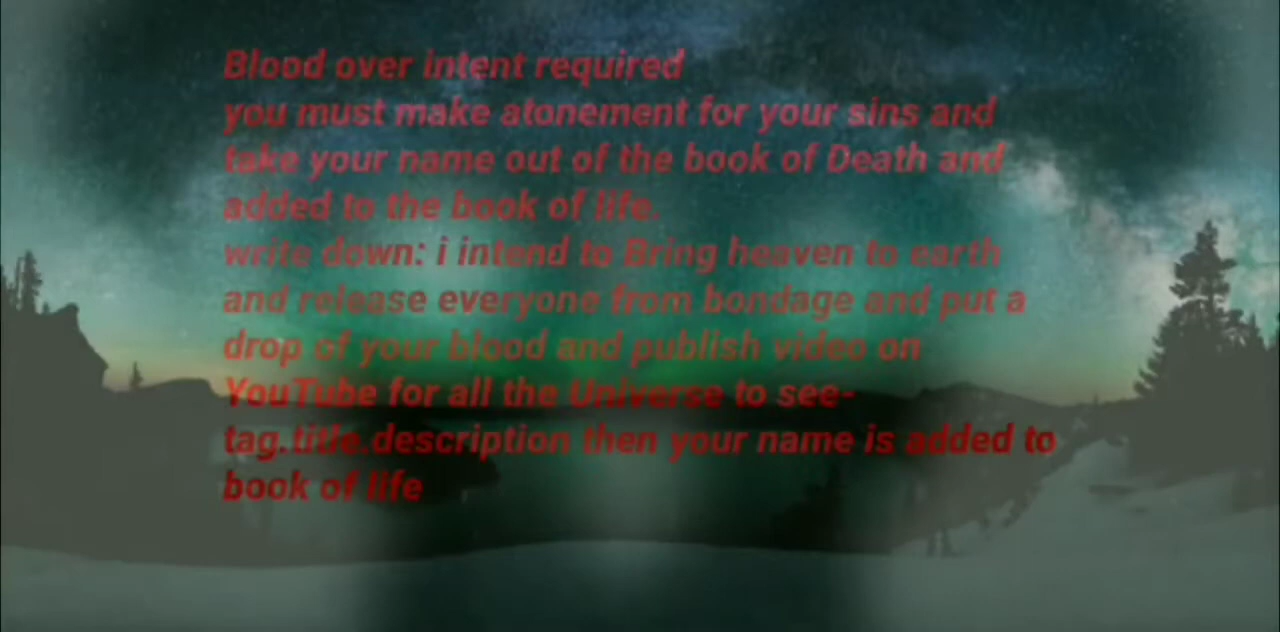 Blood over intent required
you must make atonement for your sins and
take your name out of the book of Death and
added to the book of life.
write down: i intend to Bring heaven to earth
and release everyone from bondage and put a
drop of your blood and publish video on
YouTube for all the Universe to see-
tag.title.description then your name is added to
book of life